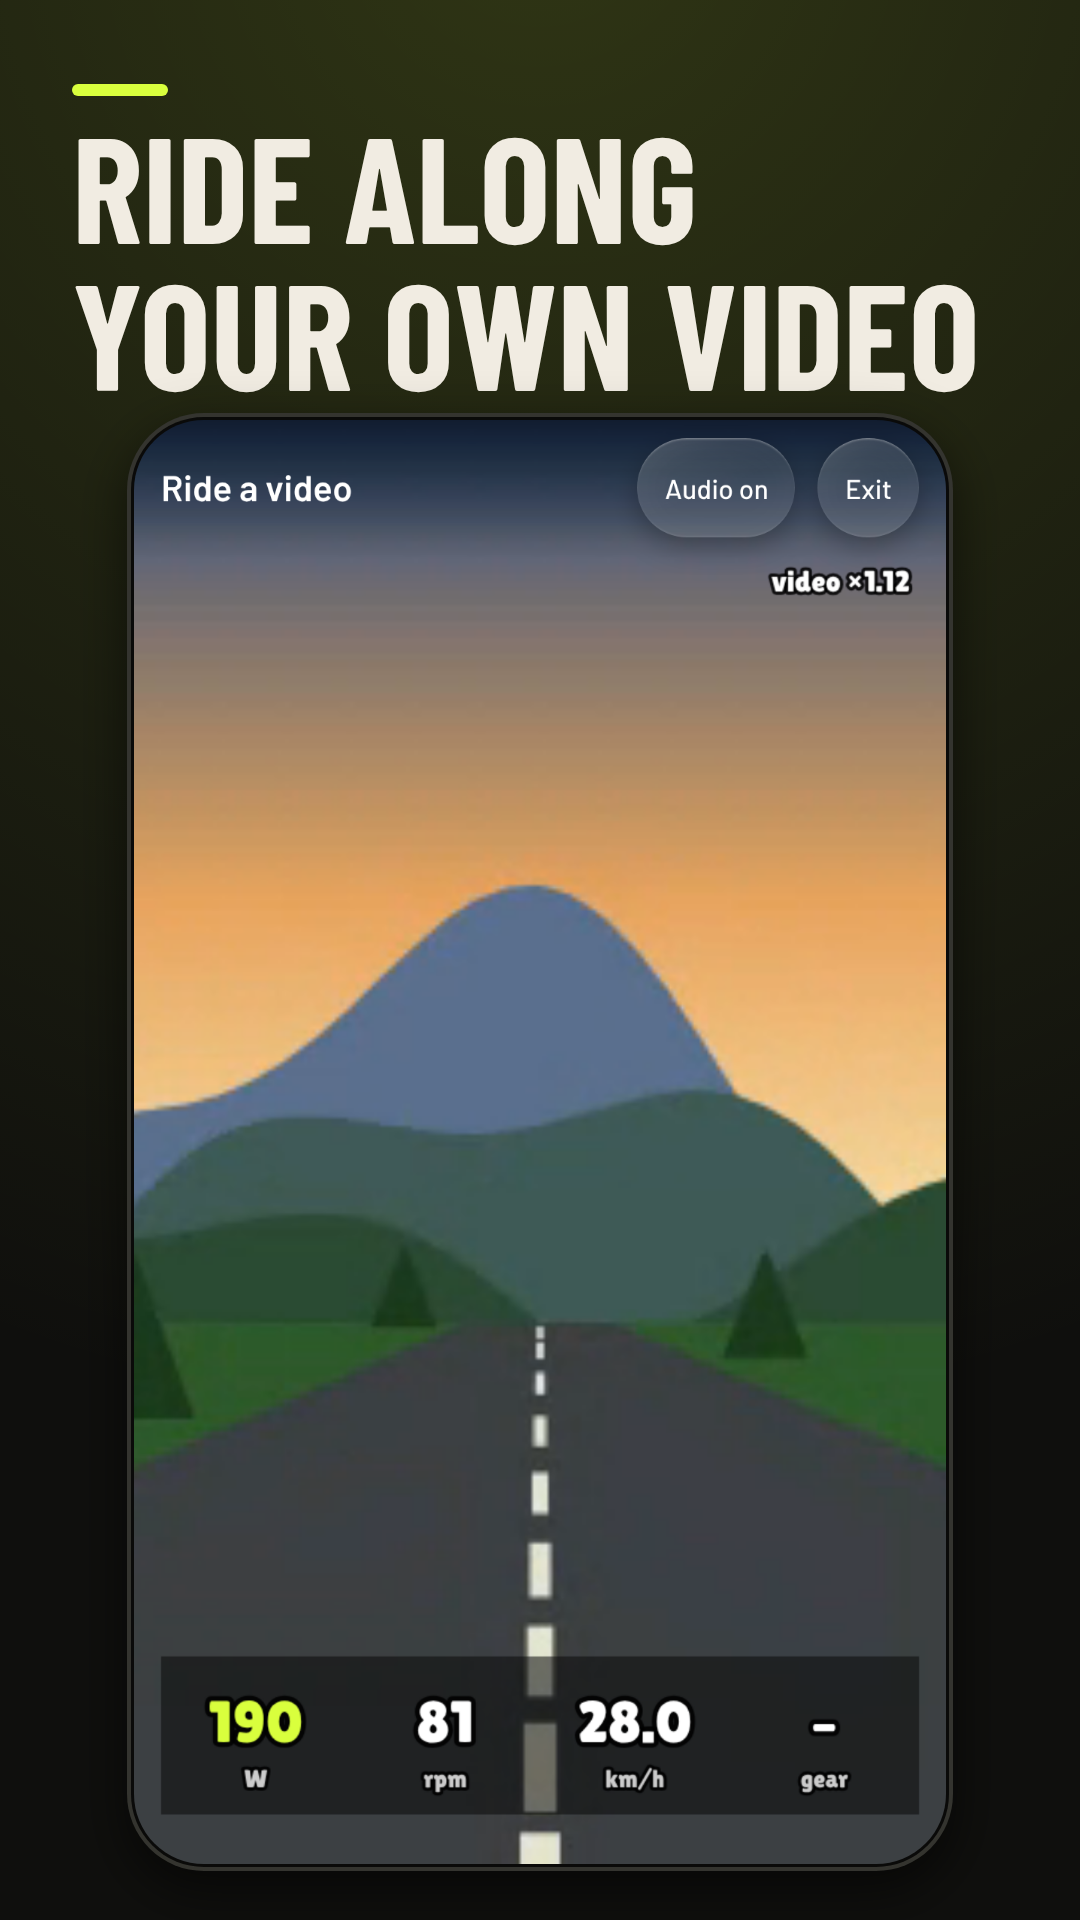 RIDE ALONG
YOUR OWN VIDEO
Ride a video
Audio on
Exit
video ×1.12
190
81
28.0
–
W
rpm
km/h
gear